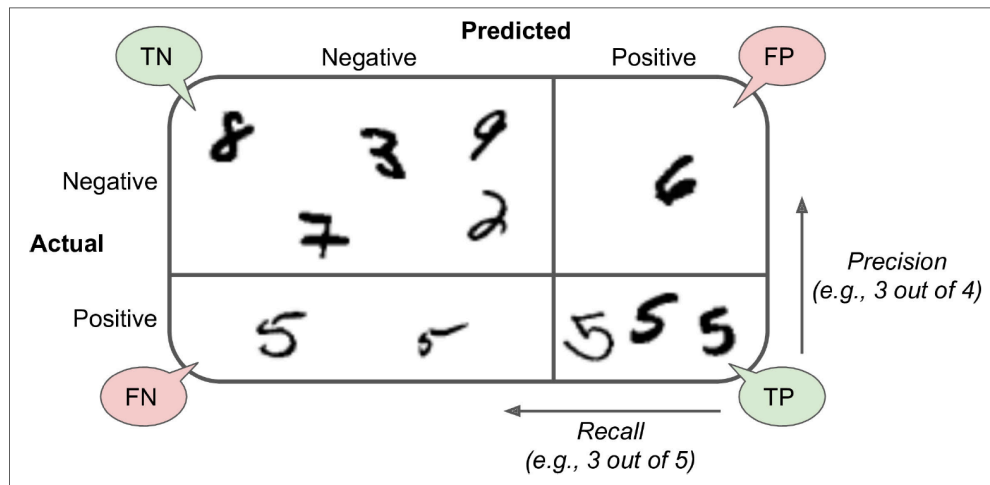 Predicted
TN
Negative
Positive
FP
8 3 9
6
Negative
7 2
Actual
Precision
(e.g., 3 out of 4)
Positive
5 5
5 5 5
FN
TP
Recall
(e.g., 3 out of 5)